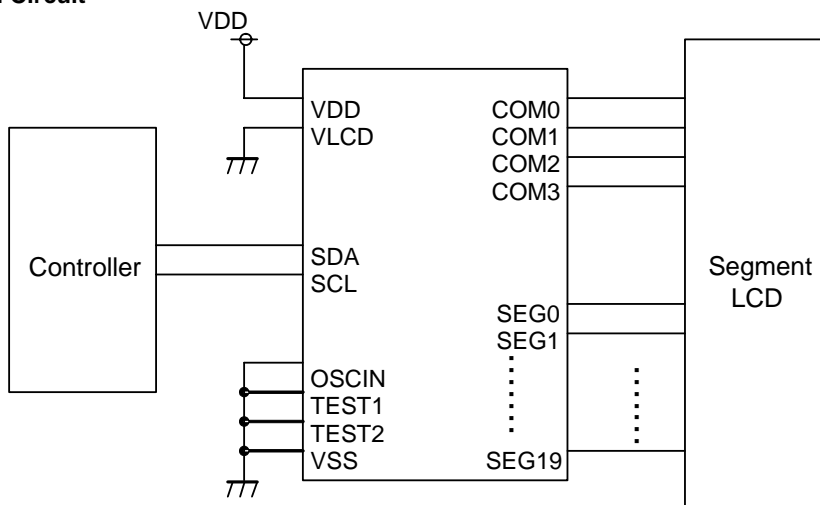 Circuit
VDD
VDD
VLCD
SDA
SCL
OSCIN
TEST1
TEST2
VSS
COM0
COM1
COM2
COM3
SEG0
SEG1
SEG19
Controller
Segment
LCD